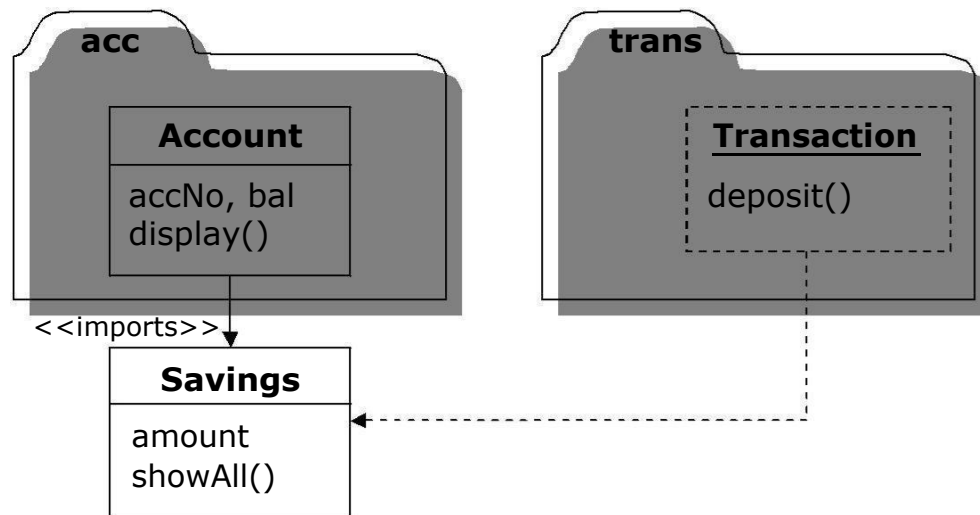 acc
Account
accNo, bal
display()
<<imports>>
Savings
amount
showAll()
trans
Transaction
deposit()